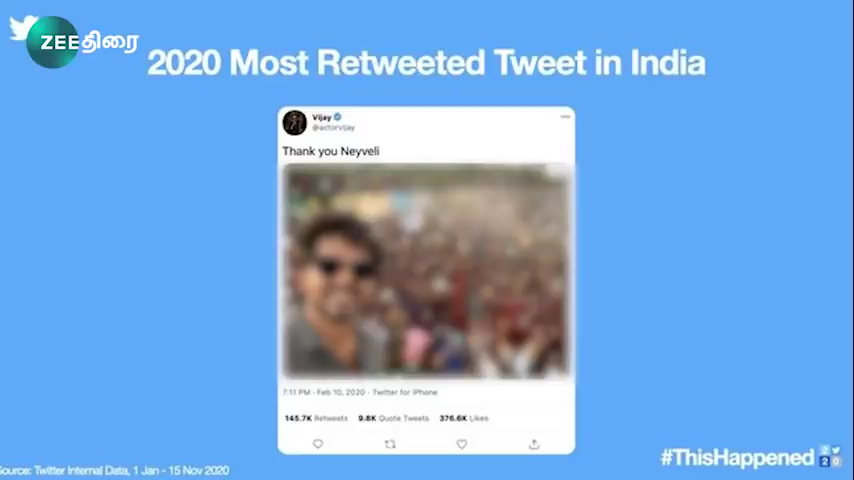 ZEEதிரை
2020 Most Retweeted Tweet in India
Vijay
@actorvijay
Thank you Neyveli
7:11 PM · Feb 10, 2020 · Twitter for iPhone
145.7K Retweets 9.8K Quote Tweets 376.6K Likes
#ThisHappened 2020
Source: Twitter Internal Data, 1 Jan - 15 Nov 2020